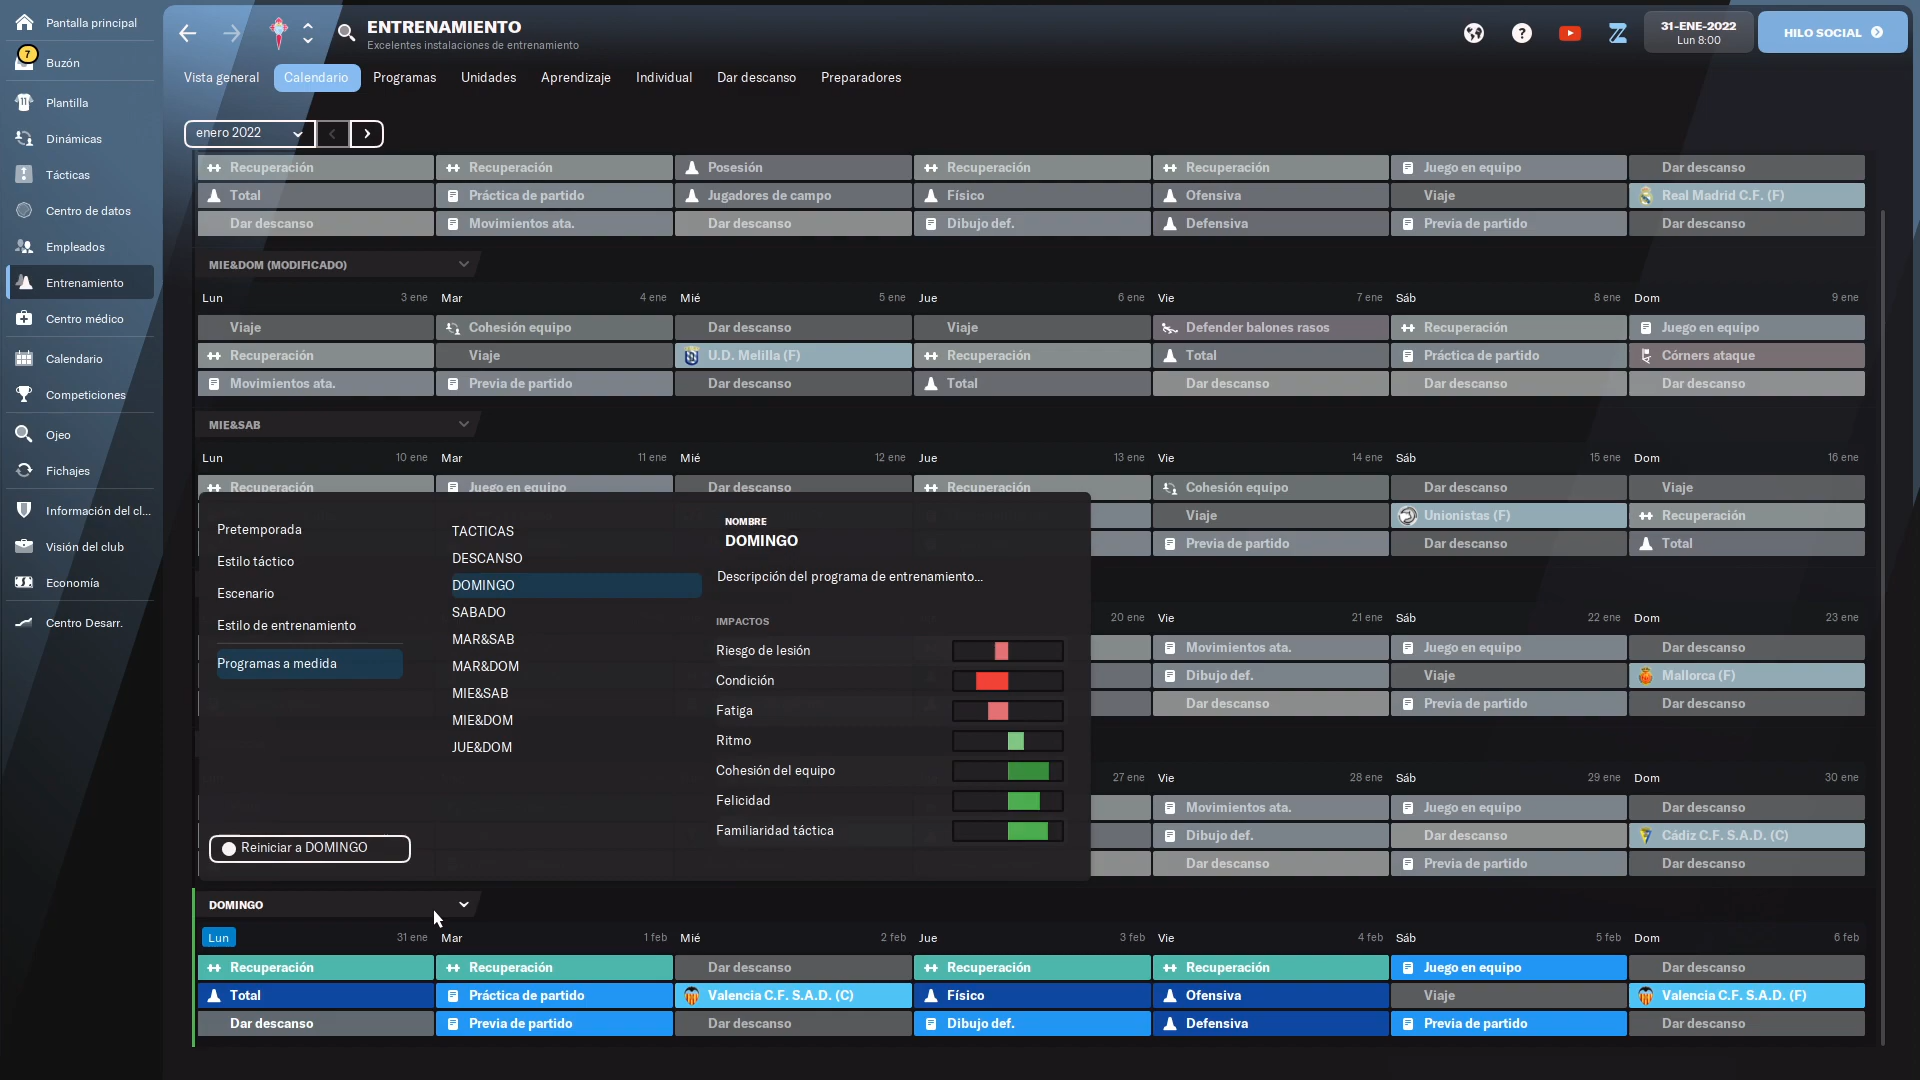 Pantalla principal
7
Buzón
Plantilla
Dinámicas
Tácticas
Centro de datos
Empleados
Entrenamiento
Centro médico
Calendario
Competiciones
Ojeo
Fichajes
Información del cl...
Visión del club
Economía
Centro Desarr.
ENTRENAMIENTO
Excelentes instalaciones de entrenamiento
31-ENE-2022
Lun 8:00
HILO SOCIAL
Vista general Calendario Programas Unidades Aprendizaje Individual Dar descanso Preparadores
enero 2022
Recuperación Recuperación Posesión Recuperación Recuperación Juego en equipo Dar descanso
Total Práctica de partido Jugadores de campo Físico Ofensiva Viaje Real Madrid C.F. (F)
Dar descanso Movimientos ata. Dar descanso Dibujo def. Defensiva Previa de partido Dar descanso
MIE&DOM (MODIFICADO)
Lun 3 ene Mar 4 ene Mié 5 ene Jue 6 ene Vie 7 ene Sáb 8 ene Dom 9 ene
Viaje Cohesión equipo Dar descanso Viaje Defender balones rasos Recuperación Juego en equipo
Recuperación Viaje U.D. Melilla (F) Recuperación Total Práctica de partido Córners ataque
Movimientos ata. Previa de partido Dar descanso Total Dar descanso Dar descanso Dar descanso
MIE&SAB
Lun 10 ene Mar 11 ene Mié 12 ene Jue 13 ene Vie 14 ene Sáb 15 ene Dom 16 ene
Recuperación Juego en equipo Dar descanso Recuperación Cohesión equipo Dar descanso Viaje
Viaje Unionistas (F) Recuperación
Previa de partido Dar descanso Total
20 ene Vie 21 ene Sáb 22 ene Dom 23 ene
Movimientos ata. Juego en equipo Dar descanso
Dibujo def. Viaje Mallorca (F)
Dar descanso Previa de partido Dar descanso
27 ene Vie 28 ene Sáb 29 ene Dom 30 ene
Movimientos ata. Juego en equipo Dar descanso
Dibujo def. Dar descanso Cádiz C.F. S.A.D. (C)
Dar descanso Previa de partido Dar descanso
Pretemporada
Estilo táctico
Escenario
Estilo de entrenamiento
Programas a medida
Reiniciar a DOMINGO
TACTICAS
DESCANSO
DOMINGO
SABADO
MAR&SAB
MAR&DOM
MIE&SAB
MIE&DOM
JUE&DOM
NOMBRE
DOMINGO
Descripción del programa de entrenamiento...
IMPACTOS
Riesgo de lesión
Condición
Fatiga
Ritmo
Cohesión del equipo
Felicidad
Familiaridad táctica
DOMINGO
Lun 31 ene Mar 1 feb Mié 2 feb Jue 3 feb Vie 4 feb Sáb 5 feb Dom 6 feb
Recuperación Recuperación Dar descanso Recuperación Recuperación Juego en equipo Dar descanso
Total Práctica de partido Valencia C.F. S.A.D. (C) Físico Ofensiva Viaje Valencia C.F. S.A.D. (F)
Dar descanso Previa de partido Dar descanso Dibujo def. Defensiva Previa de partido Dar descanso